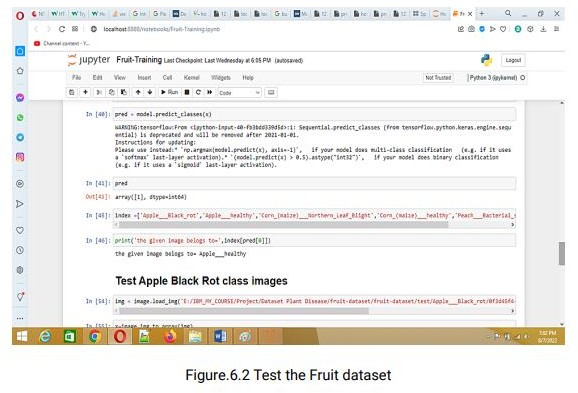 localhost:8888/notebooks/Fruit-Training.ipynb
Channel content - Y...
jupyter Fruit-Training Last Checkpoint: Last Wednesday at 6:05 PM (autosaved)
Logout
File Edit View Insert Cell Kernel Widgets Help
Not Trusted Python 3 (ipykernel)
Run Code
In [40]: pred = model.predict_classes(x)
WARNING:tensorflow:From <ipython-input-40-fb3bdd339d5d>:1: Sequential.predict_classes (from tensorflow.python.keras.engine.sequ
ential) is deprecated and will be removed after 2021-01-01.
Instructions for updating:
Please use instead:* `np.argmax(model.predict(x), axis=-1)`, if your model does multi-class classification (e.g. if it uses
a `softmax` last-layer activation).* `(model.predict(x) > 0.5).astype("int32")`, if your model does binary classification
(e.g. if it uses a `sigmoid` last-layer activation).
In [41]: pred
Out[41]: array([1], dtype=int64)
In [45]: index =['Apple___Black_rot','Apple___healthy','Corn_(maize)___Northern_Leaf_Blight','Corn_(maize)___healthy','Peach___Bacterial_s
In [46]: print('the given image belongs to=',index[pred[0]])
the given image belongs to= Apple___healthy
Test Apple Black Rot class images
In [54]: img = image.load_img('E:/IBM_MY_COURSE/Project/Dataset Plant Disease/fruit-dataset/fruit-dataset/test/Apple___Black_rot/0f3d45f4-
In [55]: x=image.img_to_array(img)
7:02 PM
9/7/2022
Figure.6.2 Test the Fruit dataset